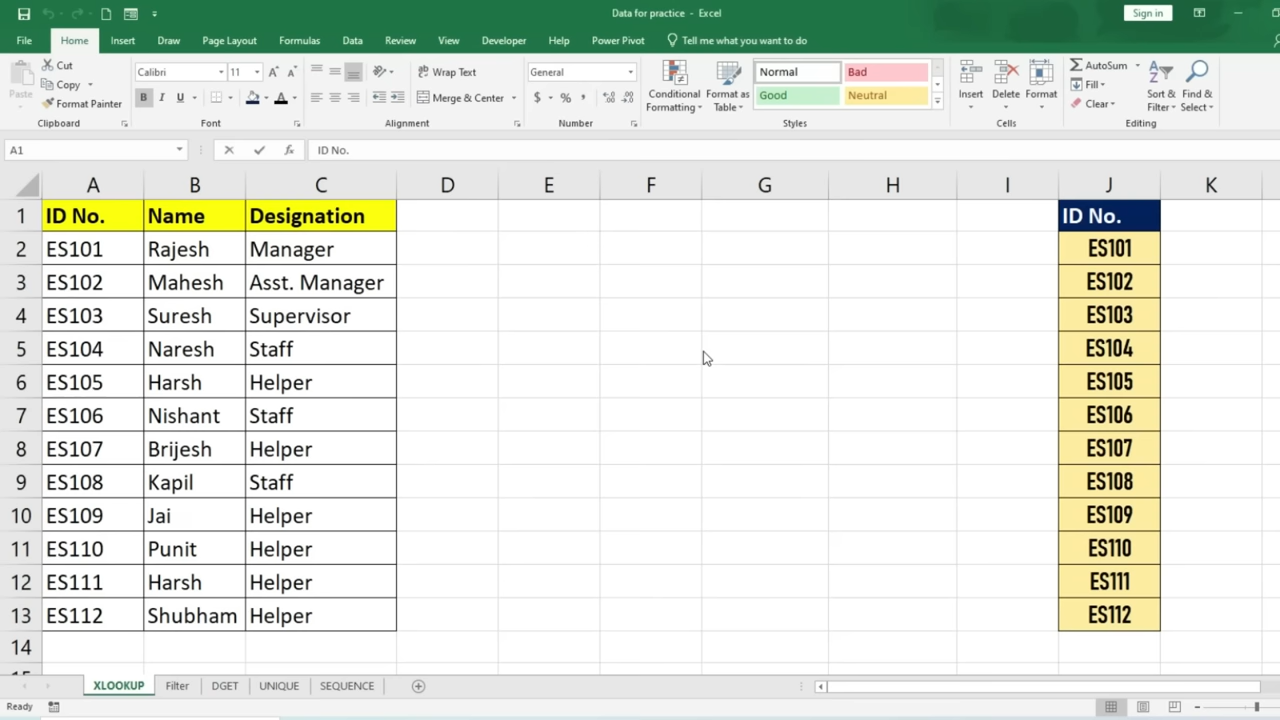 Data for practice - Excel
Sign in
File Home Insert Draw Page Layout Formulas Data Review View Developer Help Power Pivot Tell me what you want to do
Paste
Cut
Copy
Format Painter
Clipboard
Calibri 11
B I U
Font
Wrap Text
Merge & Center
Alignment
General
$ % ,
Number
Conditional Formatting
Format as Table
Normal Bad
Good Neutral
Styles
Insert Delete Format
Cells
AutoSum
Fill
Clear
Sort & Filter
Find & Select
Editing
A1 fx ID No.
A B C D E F G H I J K
1 ID No. Name Designation ID No.
2 ES101 Rajesh Manager ES101
3 ES102 Mahesh Asst. Manager ES102
4 ES103 Suresh Supervisor ES103
5 ES104 Naresh Staff ES104
6 ES105 Harsh Helper ES105
7 ES106 Nishant Staff ES106
8 ES107 Brijesh Helper ES107
9 ES108 Kapil Staff ES108
10 ES109 Jai Helper ES109
11 ES110 Punit Helper ES110
12 ES111 Harsh Helper ES111
13 ES112 Shubham Helper ES112
14
XLOOKUP Filter DGET UNIQUE SEQUENCE
Ready